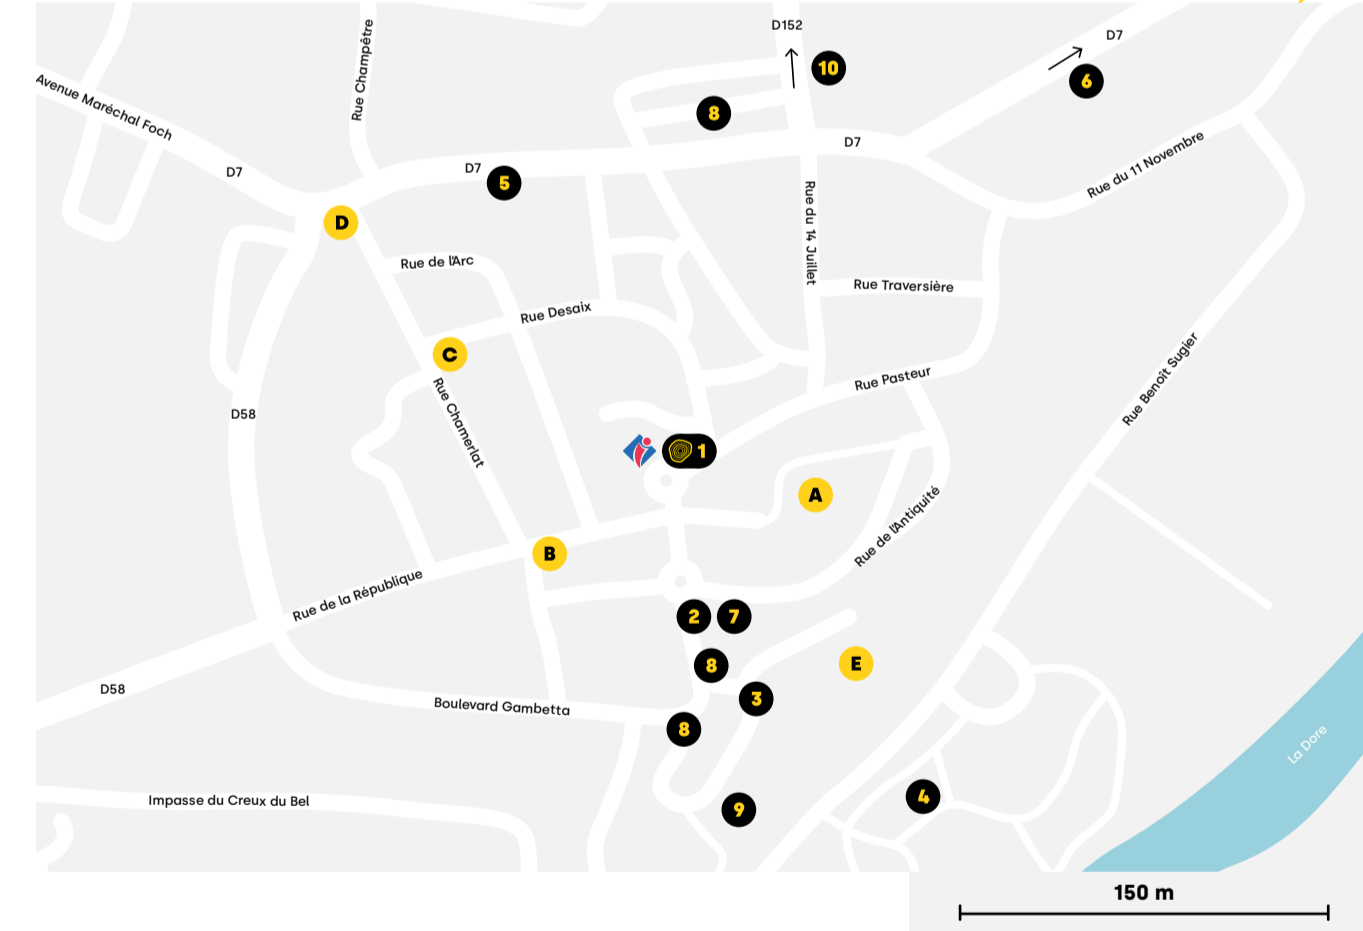 D152
D7
Rue Champêtre
10
6
Avenue Maréchal Foch
8
D7
D7
D7
5
Rue du 11 Novembre
Rue du 14 Juillet
D
Rue de l'Arc
Rue Traversière
Rue Desaix
C
Rue Pasteur
Rue Benoit Sugier
D58
Rue Chamerlat
1
A
Rue de l'Antiquité
B
Rue de la République
2
7
8
E
D58
3
Boulevard Gambetta
8
La Dore
4
Impasse du Creux du Bel
9
150 m